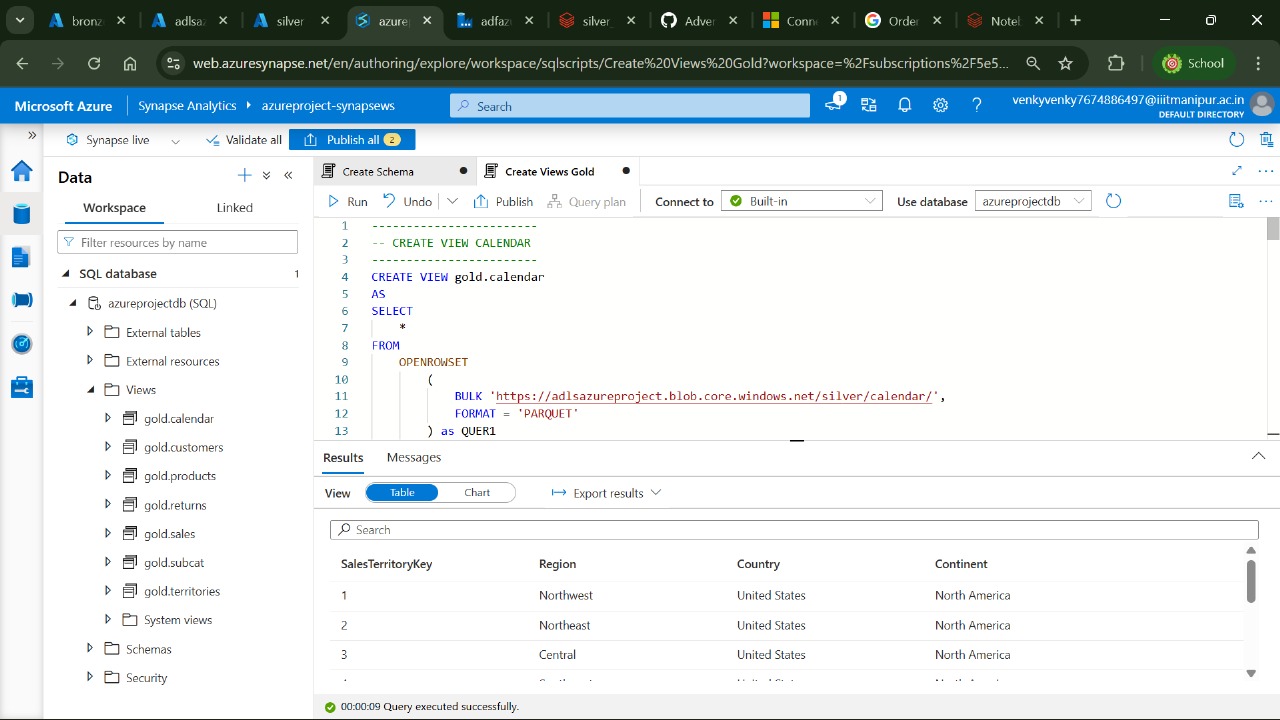 bronz
adlsaz
silver
azurep
adfaz
silver_
Adver
Conne
Order
Notel
web.azuresynapse.net/en/authoring/explore/workspace/sqlscripts/Create%20Views%20Gold?workspace=%2Fsubscriptions%2F5e5...
School
Microsoft Azure
Synapse Analytics
azureproject-synapsews
Search
1
venkyvenky7674886497@iiitmanipur.ac.in
DEFAULT DIRECTORY
Synapse live
Validate all
Publish all 2
Data
Workspace
Linked
Filter resources by name
SQL database 1
azureprojectdb (SQL)
External tables
External resources
Views
gold.calendar
gold.customers
gold.products
gold.returns
gold.sales
gold.subcat
gold.territories
System views
Schemas
Security
Create Schema
Create Views Gold
Run
Undo
Publish
Query plan
Connect to
Built-in
Use database
azureprojectdb
1 ------------------------
2 -- CREATE VIEW CALENDAR
3 ------------------------
4 CREATE VIEW gold.calendar
5 AS
6 SELECT
7 *
8 FROM
9 OPENROWSET
10 (
11 BULK 'https://adlsazureproject.blob.core.windows.net/silver/calendar/',
12 FORMAT = 'PARQUET'
13 ) as QUER1
Results
Messages
View
Table
Chart
Export results
Search
SalesTerritoryKey Region Country Continent
1 Northwest United States North America
2 Northeast United States North America
3 Central United States North America
00:00:09 Query executed successfully.